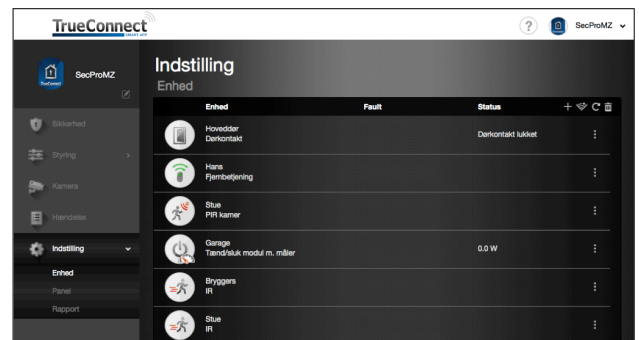 TrueConnect
SMART APP
?
SecProMZ
TrueConnect
SecProMZ
Sikkerhed
Styring
Kamera
Hændelse
Indstilling
Enhed
Panel
Rapport
Indstilling
Enhed
Enhed Fault Status
Hoveddør
Dørkontakt
Dørkontakt lukket
Hans
Fjernbetjening
Stue
PIR kamer
Garage
Tænd/sluk modul m. måler
0.0 W
Bryggers
IR
Stue
IR